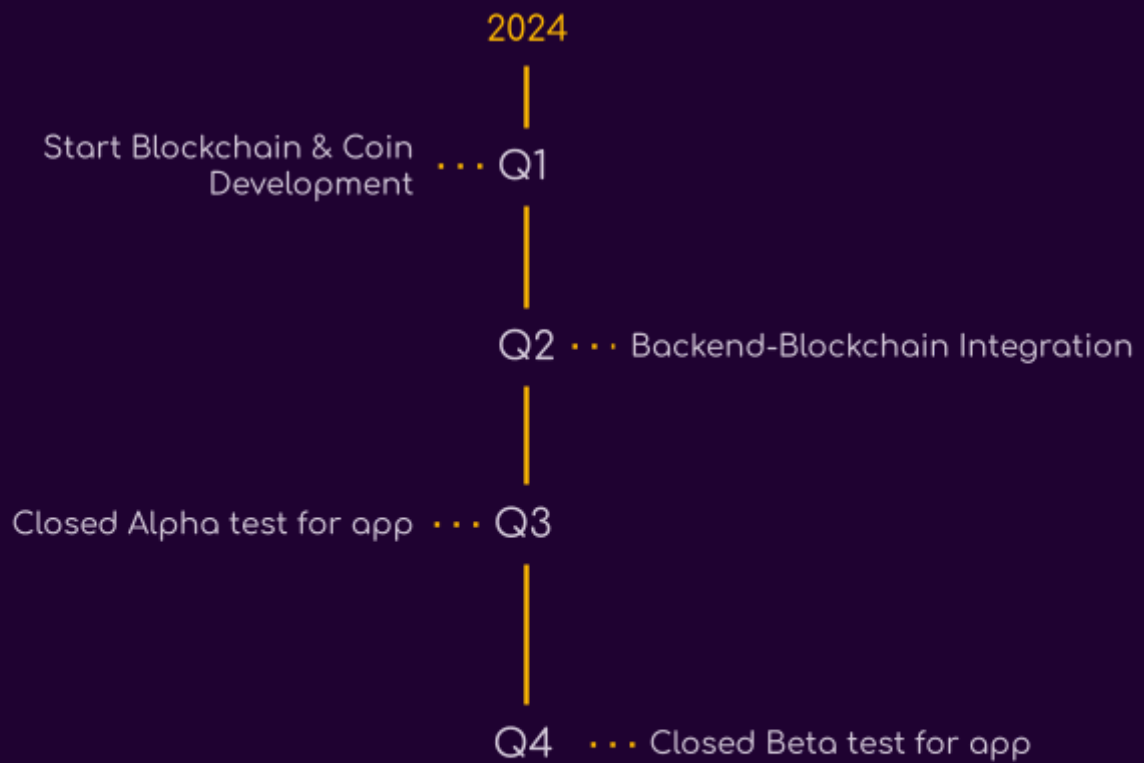 2024
Start Blockchain & Coin
Development
Q1
Q2
Backend-Blockchain Integration
Closed Alpha test for app
Q3
Q4
Closed Beta test for app